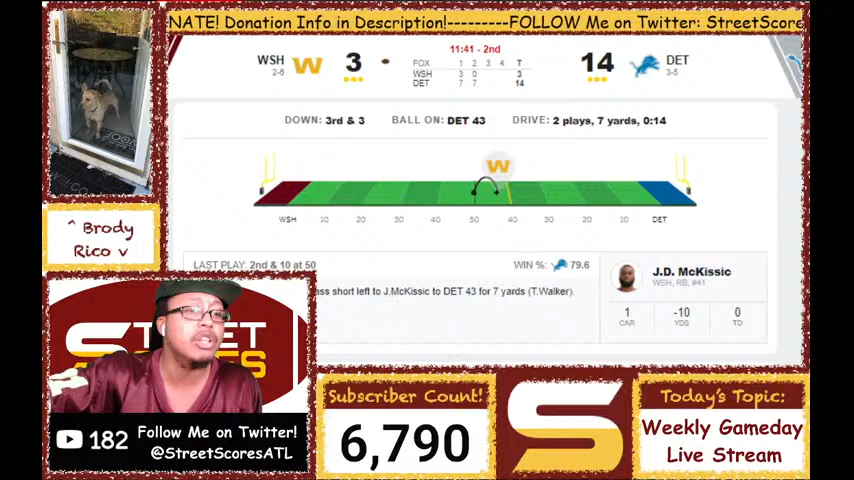 NATE! Donation Info in Description!---------FOLLOW Me on Twitter: StreetScore
WSH
2-6
W
3
11:41 - 2nd
FOX 1 2 3 4 T
WSH 3 0 3
DET 7 7 14
14
DET
3-5
DOWN: 3rd & 3 BALL ON: DET 43 DRIVE: 2 plays, 7 yards, 0:14
W
WSH 10 20 30 40 50 40 30 20 10 DET
LAST PLAY: 2nd & 10 at 50 WIN %: 79.6
ass short left to J.McKissic to DET 43 for 7 yards (T.Walker).
J.D. McKissic
WSH, RB, #41
1 -10 0
CAR YDS TD
^ Brody
Rico v
STREET
SCORES
182 Follow Me on Twitter!
@StreetScoresATL
Subscriber Count!
6,790
S
Today's Topic:
Weekly Gameday
Live Stream